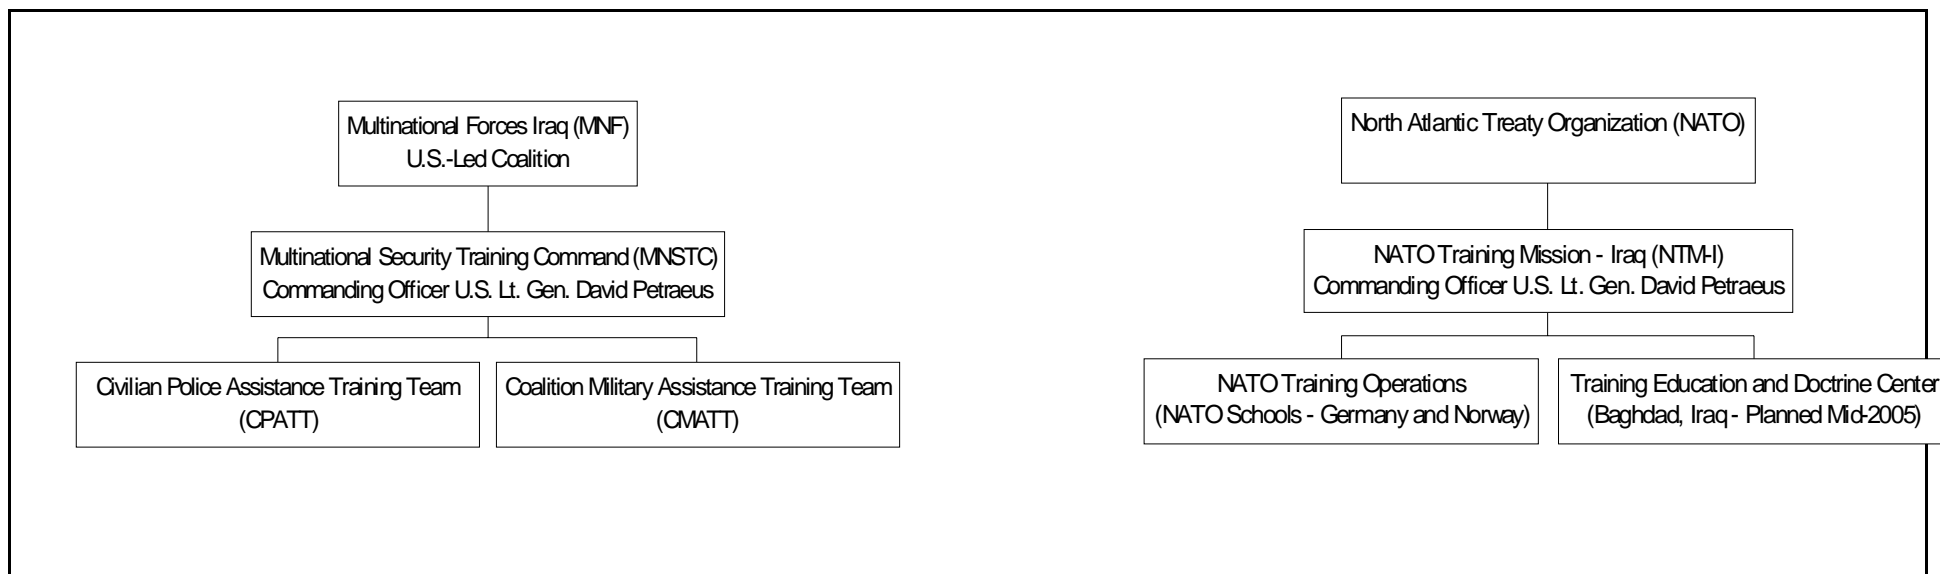 Multinational Forces Iraq (MNF)
U.S.-Led Coalition
Multinational Security Training Command (MNSTC)
Commanding Officer U.S. Lt. Gen. David Petraeus
Civilian Police Assistance Training Team
(CPATT)
Coalition Military Assistance Training Team
(CMATT)
North Atlantic Treaty Organization (NATO)
NATO Training Mission - Iraq (NTM-I)
Commanding Officer U.S. Lt. Gen. David Petraeus
NATO Training Operations
(NATO Schools - Germany and Norway)
Training Education and Doctrine Center
(Baghdad, Iraq - Planned Mid-2005)